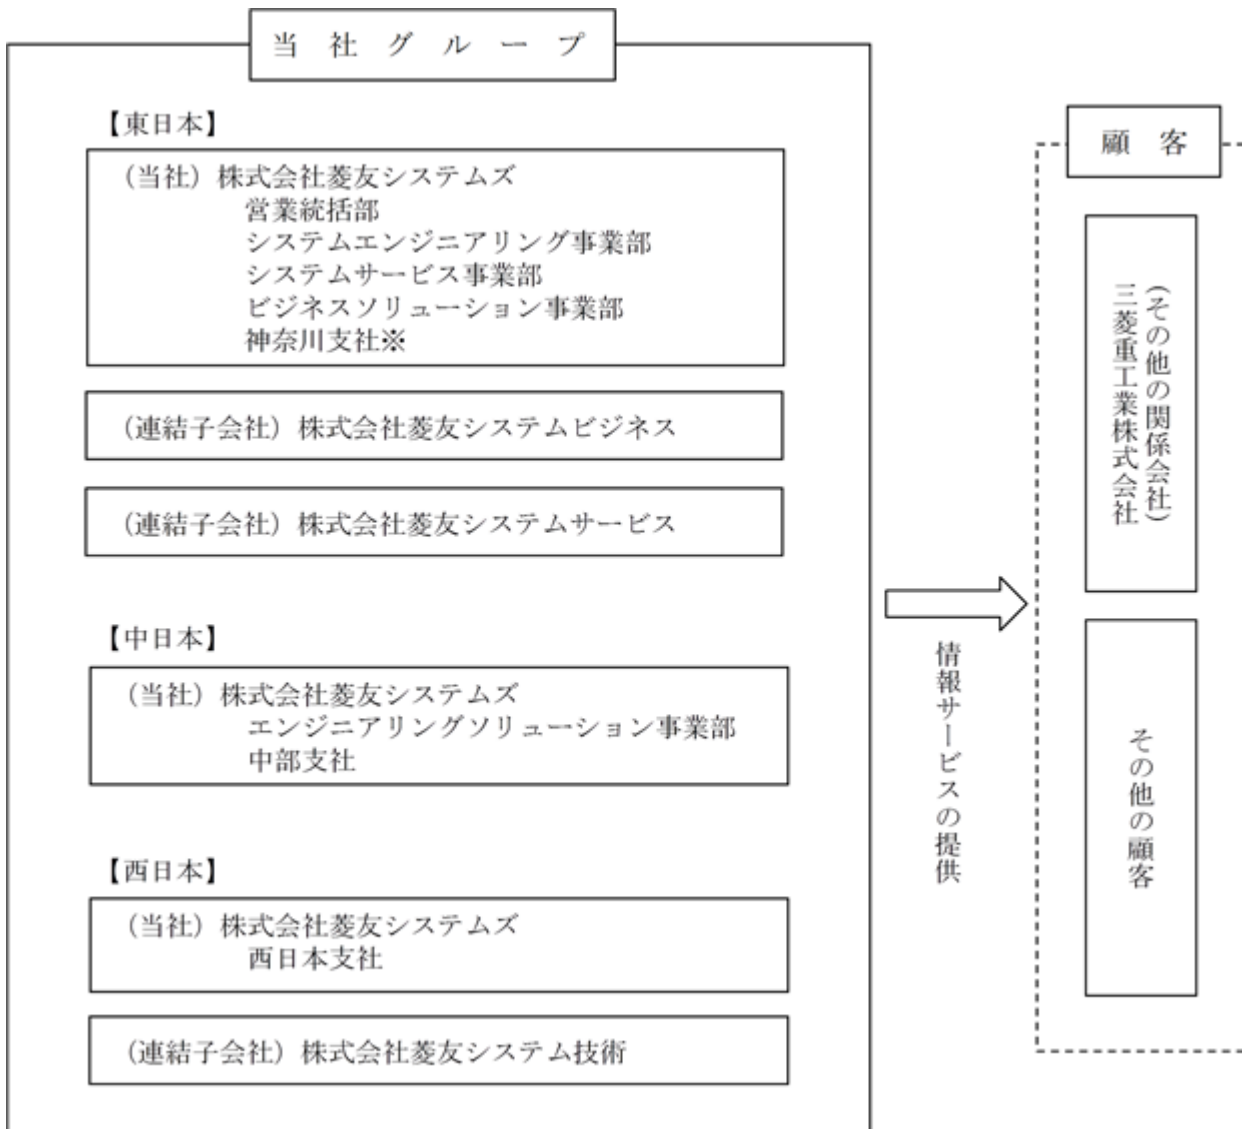 当社グループ
【東日本】
(当社)株式会社菱友システムズ
営業統括部
システムエンジニアリング事業部
システムサービス事業部
ビジネスソリューション事業部
神奈川支社※
(連結子会社)株式会社菱友システムビジネス
(連結子会社)株式会社菱友システムサービス
【中日本】
(当社)株式会社菱友システムズ
エンジニアリングソリューション事業部
中部支社
【西日本】
(当社)株式会社菱友システムズ
西日本支社
(連結子会社)株式会社菱友システム技術
情報サービスの提供
顧客
(その他の関係会社)
三菱重工業株式会社
その他の顧客